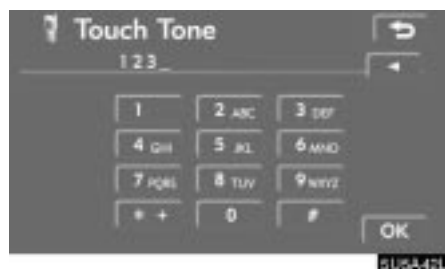 Touch Tone
123_
1 2 ABC 3 DEF
4 GHI 5 JKL 6 MNO
7 PQRS 8 TUV 9 WXYZ
* + 0 #
OK
SU5A421